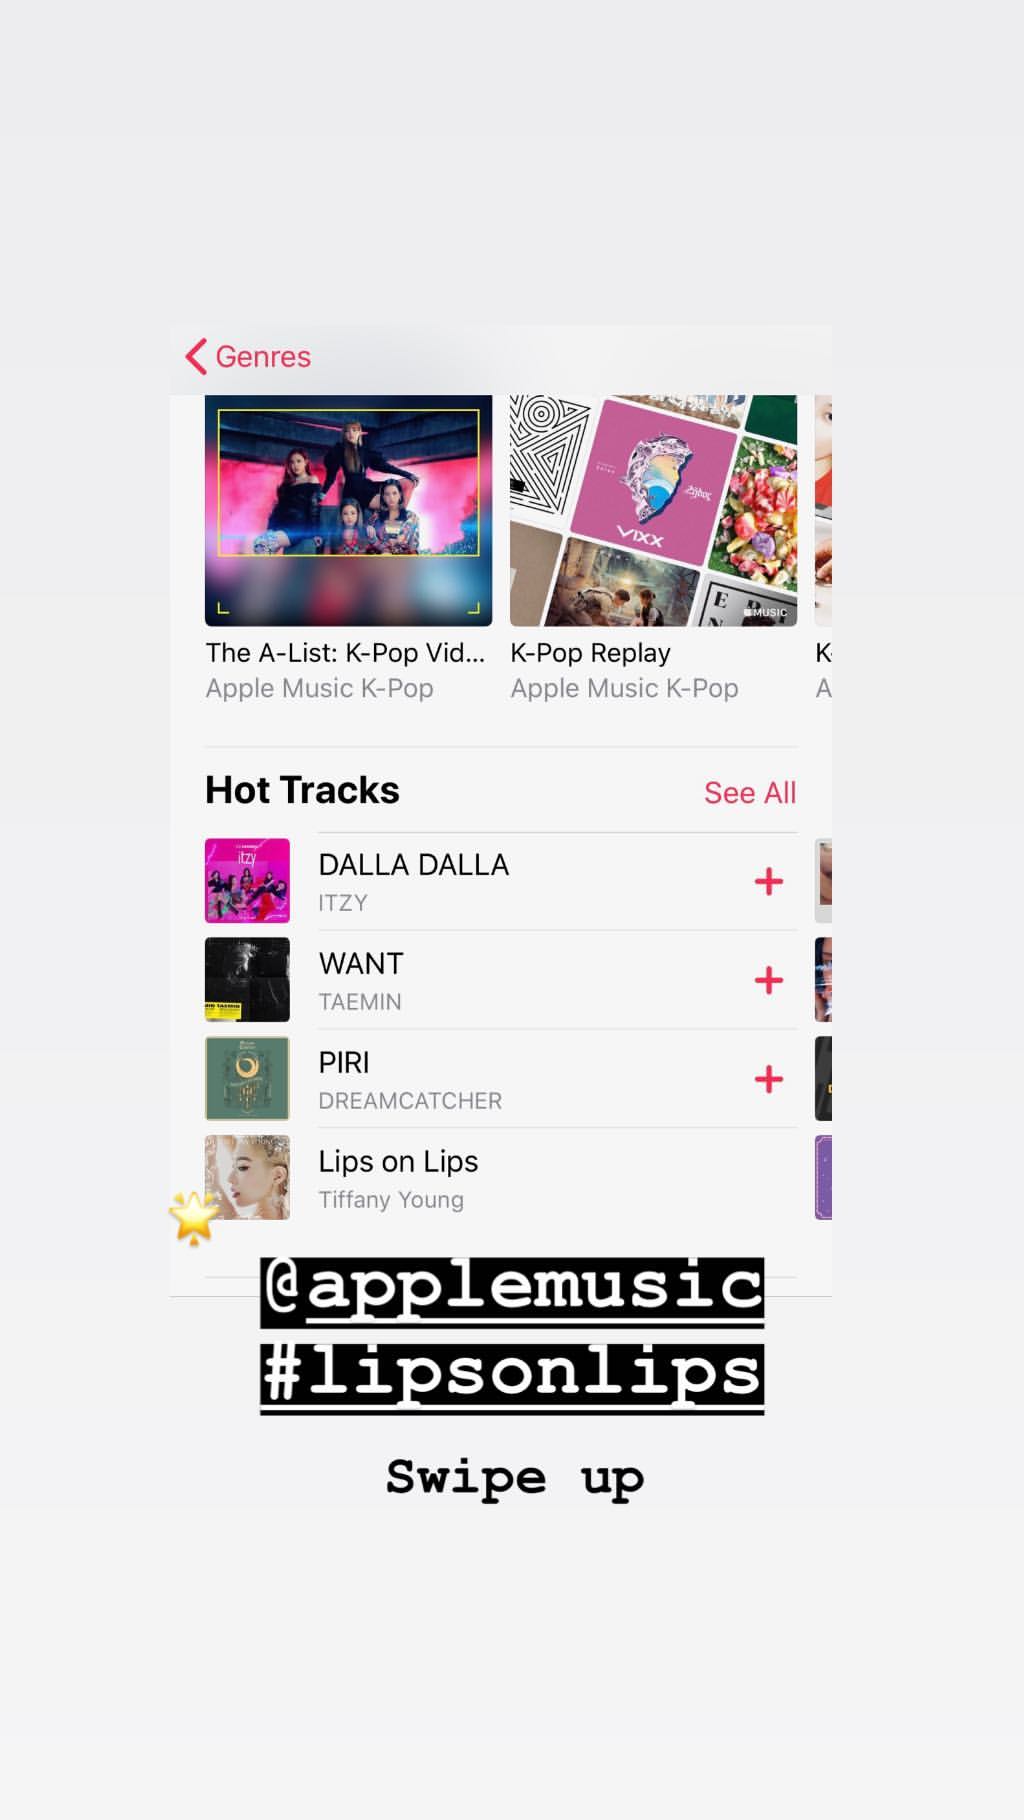 Genres
VIXX
MUSIC
The A-List: K-Pop Vid...
K-Pop Replay
Apple Music K-Pop
Apple Music K-Pop
Hot Tracks
See All
itzy
DALLA DALLA
ITZY
WANT
TAEMIN
PIRI
DREAMCATCHER
Lips on Lips
Tiffany Young
@applemusic
#lipsonlips
Swipe up